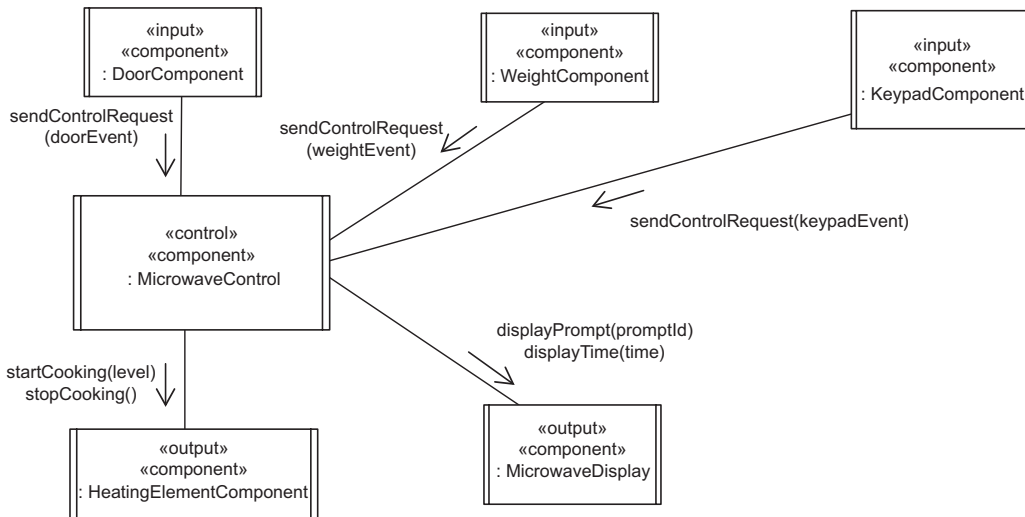 «input»
«component»
: DoorComponent
«input»
«component»
: WeightComponent
«input»
«component»
: KeypadComponent
sendControlRequest
(doorEvent)
sendControlRequest
(weightEvent)
sendControlRequest(keypadEvent)
«control»
«component»
: MicrowaveControl
displayPrompt(promptId)
displayTime(time)
startCooking(level)
stopCooking()
«output»
«component»
: HeatingElementComponent
«output»
«component»
: MicrowaveDisplay